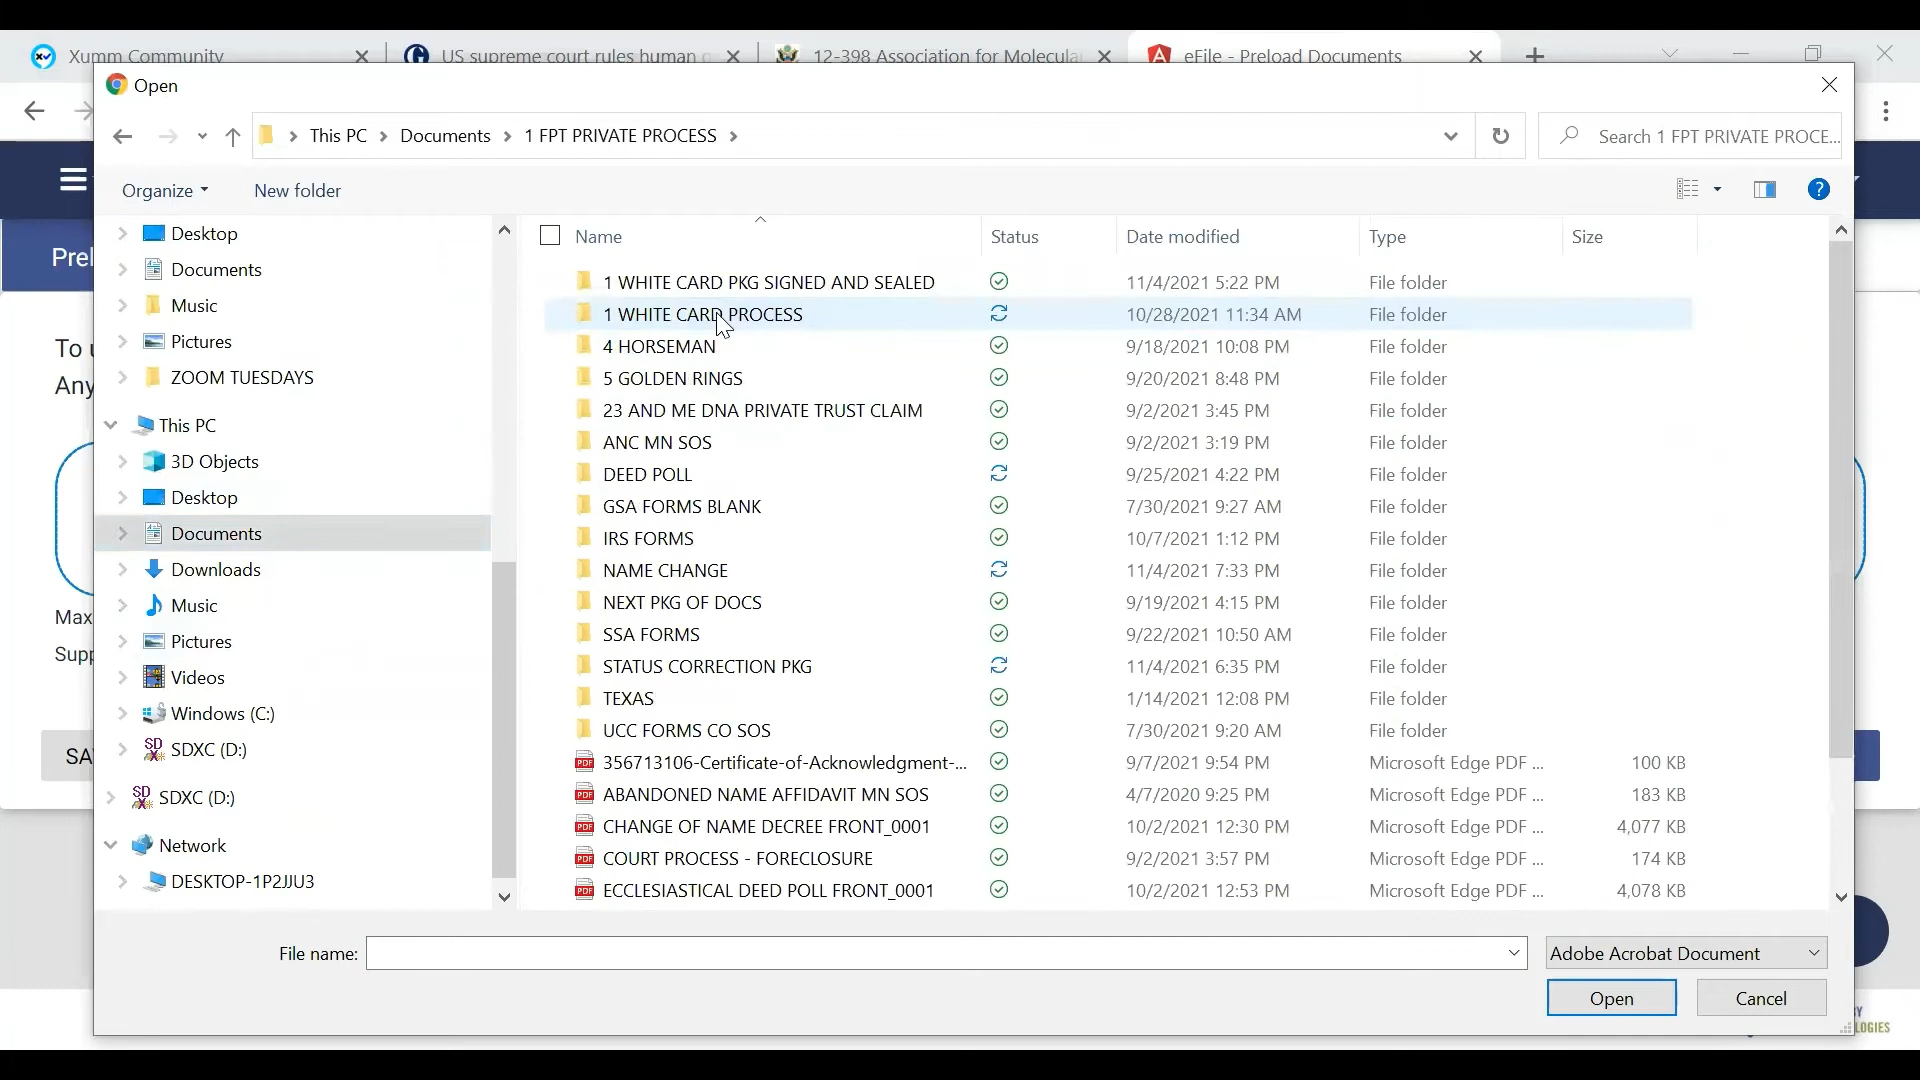 Xumm Community
US supreme court rules human
12-398 Association for Molecula
eFile - Preload Documents
Open
This PC > Documents > 1 FPT PRIVATE PROCESS >
Search 1 FPT PRIVATE PROCE...
Organize
New folder
Name
Status
Date modified
Type
Size
Desktop
Documents
Music
Pictures
ZOOM TUESDAYS
This PC
3D Objects
Desktop
Documents
Downloads
Music
Pictures
Videos
Windows (C:)
SDXC (D:)
SDXC (D:)
Network
DESKTOP-1P2JJU3
1 WHITE CARD PKG SIGNED AND SEALED 11/4/2021 5:22 PM File folder
1 WHITE CARD PROCESS 10/28/2021 11:34 AM File folder
4 HORSEMAN 9/18/2021 10:08 PM File folder
5 GOLDEN RINGS 9/20/2021 8:48 PM File folder
23 AND ME DNA PRIVATE TRUST CLAIM 9/2/2021 3:45 PM File folder
ANC MN SOS 9/2/2021 3:19 PM File folder
DEED POLL 9/25/2021 4:22 PM File folder
GSA FORMS BLANK 7/30/2021 9:27 AM File folder
IRS FORMS 10/7/2021 1:12 PM File folder
NAME CHANGE 11/4/2021 7:33 PM File folder
NEXT PKG OF DOCS 9/19/2021 4:15 PM File folder
SSA FORMS 9/22/2021 10:50 AM File folder
STATUS CORRECTION PKG 11/4/2021 6:35 PM File folder
TEXAS 1/14/2021 12:08 PM File folder
UCC FORMS CO SOS 7/30/2021 9:20 AM File folder
356713106-Certificate-of-Acknowledgment-... 9/7/2021 9:54 PM Microsoft Edge PDF ... 100 KB
ABANDONED NAME AFFIDAVIT MN SOS 4/7/2020 9:25 PM Microsoft Edge PDF ... 183 KB
CHANGE OF NAME DECREE FRONT_0001 10/2/2021 12:30 PM Microsoft Edge PDF ... 4,077 KB
COURT PROCESS - FORECLOSURE 9/2/2021 3:57 PM Microsoft Edge PDF ... 174 KB
ECCLESIASTICAL DEED POLL FRONT_0001 10/2/2021 12:53 PM Microsoft Edge PDF ... 4,078 KB
File name:
Adobe Acrobat Document
Open
Cancel
Prel
To
Any
Max
Supp
SA
LOGIES